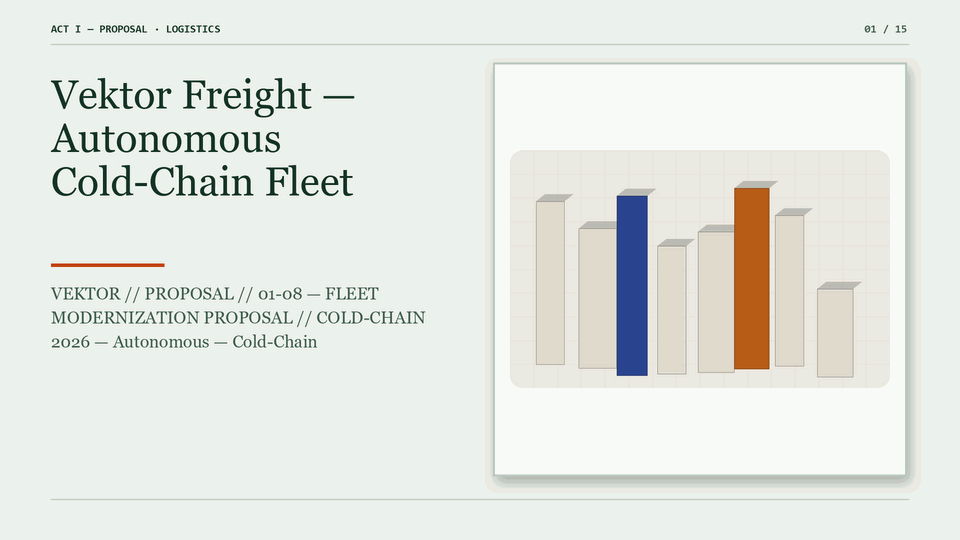 ACT I — PROPOSAL · LOGISTICS
01 / 15
Vektor Freight —
Autonomous
Cold-Chain Fleet
VEKTOR // PROPOSAL // 01-08 — FLEET
MODERNIZATION PROPOSAL // COLD-CHAIN
2026 — Autonomous — Cold-Chain